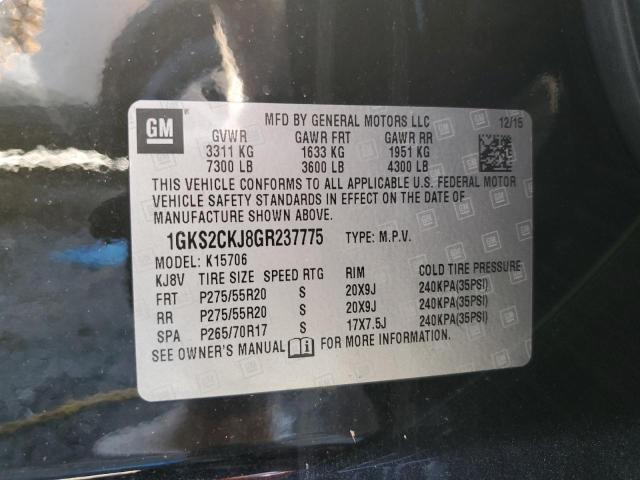 GM
MFD BY GENERAL MOTORS LLC 12/15
GVWR GAWR FRT GAWR RR
3311 KG 1633 KG 1951 KG
7300 LB 3600 LB 4300 LB
THIS VEHICLE CONFORMS TO ALL APPLICABLE U.S. FEDERAL MOTOR
VEHICLE SAFETY STANDARDS IN EFFECT ON THE DATE OF
MANUFACTURE SHOWN ABOVE.
1GKS2CKJ8GR237775 TYPE: M.P.V.
MODEL: K15706
KJ8V TIRE SIZE SPEED RTG RIM COLD TIRE PRESSURE
FRT P275/55R20 S 20X9J 240KPA(35PSI)
RR P275/55R20 S 20X9J 240KPA(35PSI)
SPA P265/70R17 S 17X7.5J 240KPA(35PSI)
SEE OWNER'S MANUAL FOR MORE INFORMATION.